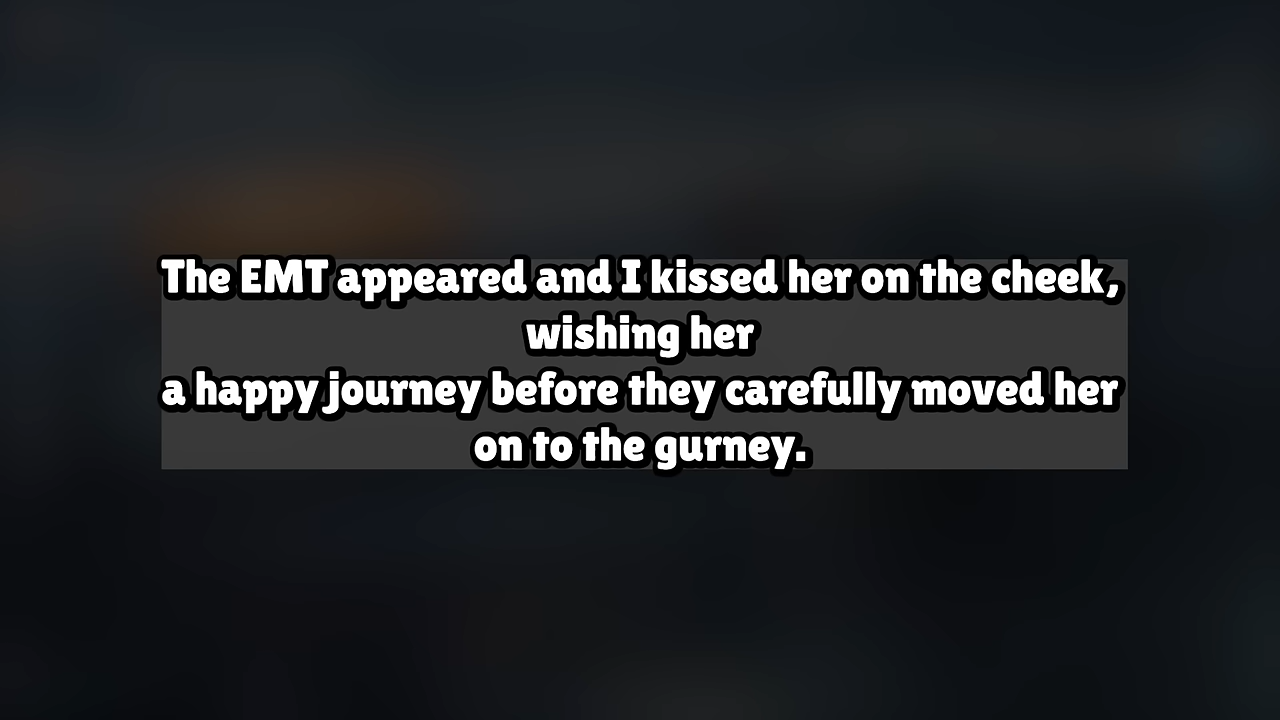 The EMT appeared and I kissed her on the cheek,
wishing her
a happy journey before they carefully moved her
on to the gurney.